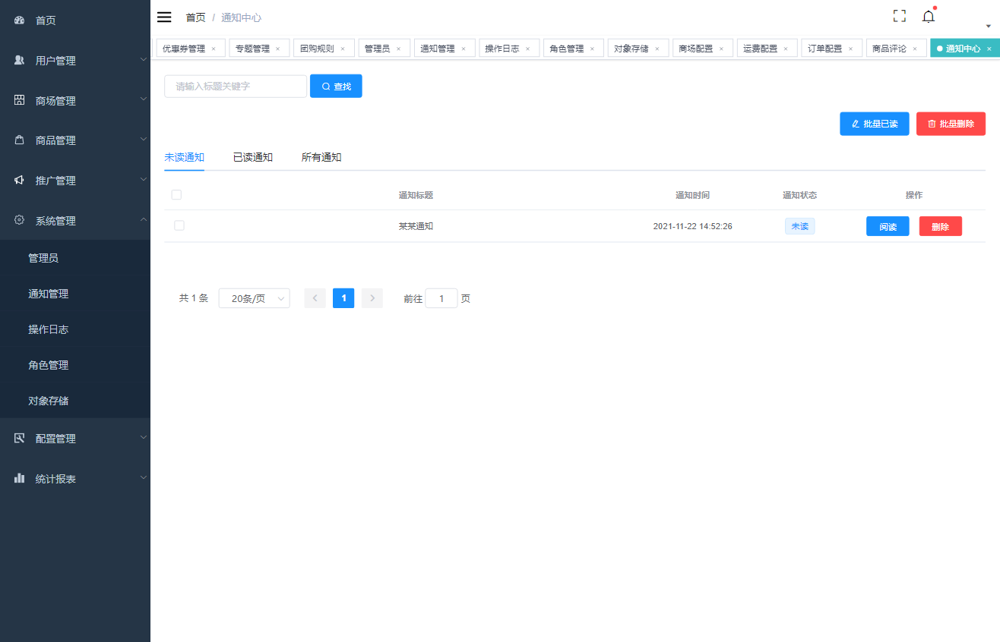 首页
用户管理
商场管理
商品管理
推广管理
系统管理
管理员
通知管理
操作日志
角色管理
对象存储
配置管理
统计报表
首页 / 通知中心
优惠券管理 × 专题管理 × 团购规则 × 管理员 × 通知管理 × 操作日志 × 角色管理 × 对象存储 × 商场配置 × 运费配置 × 订单配置 × 商品评论 × 通知中心 ×
请输入标题关键字 查找
批量已读 批量删除
未读通知 已读通知 所有通知
通知标题 通知时间 通知状态 操作
某某通知 2021-11-22 14:52:26 未读 阅读 删除
共 1 条 20条/页 1 前往 1 页